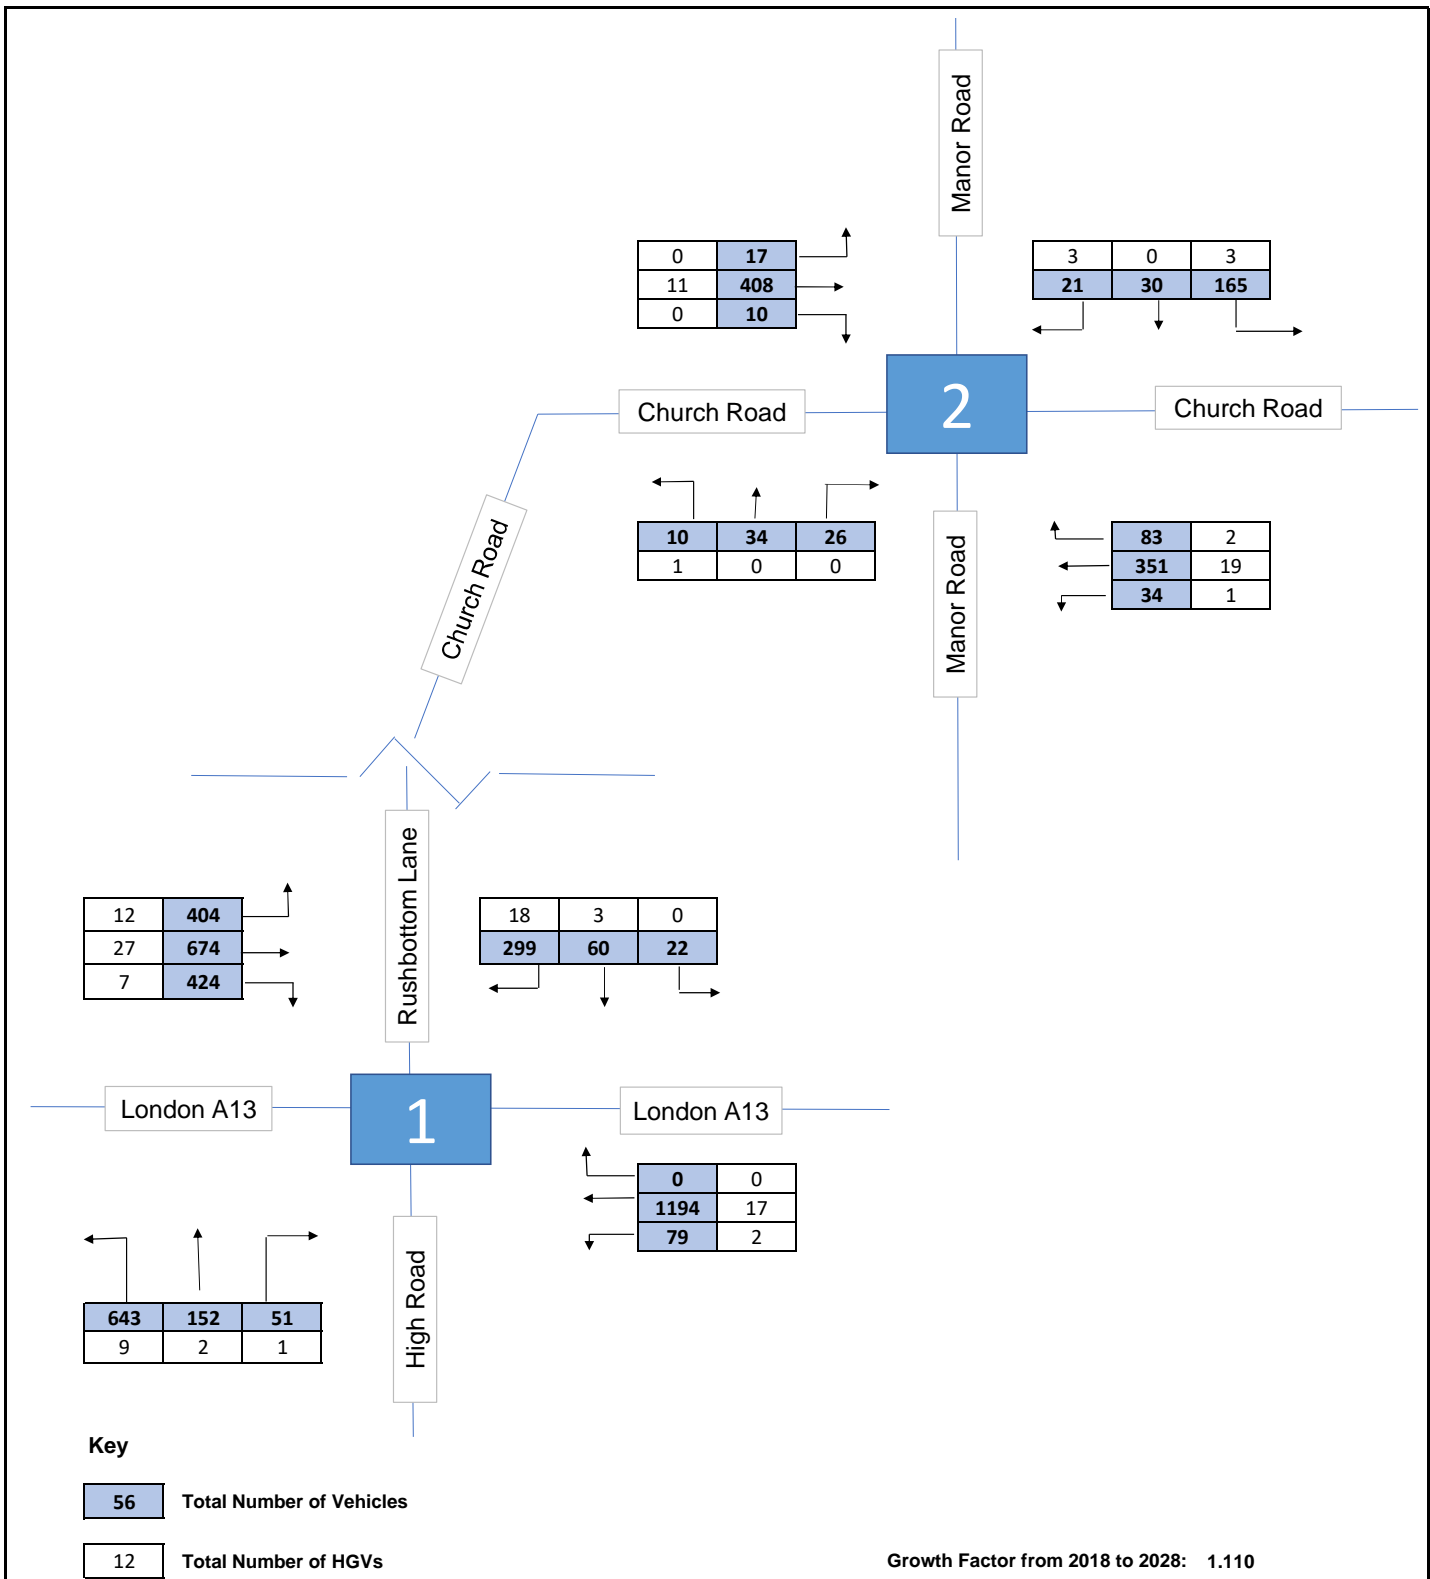 Manor Road
0 17
11 408
0 10
3 0 3
21 30 165
2
Church Road
Church Road
Church Road
10 34 26
1 0 0
Manor Road
83 2
351 19
34 1
Rushbottom Lane
12 404
27 674
7 424
18 3 0
299 60 22
London A13
1
London A13
0 0
1194 17
79 2
High Road
643 152 51
9 2 1
Key
56 Total Number of Vehicles
12 Total Number of HGVs
Growth Factor from 2018 to 2028: 1.110